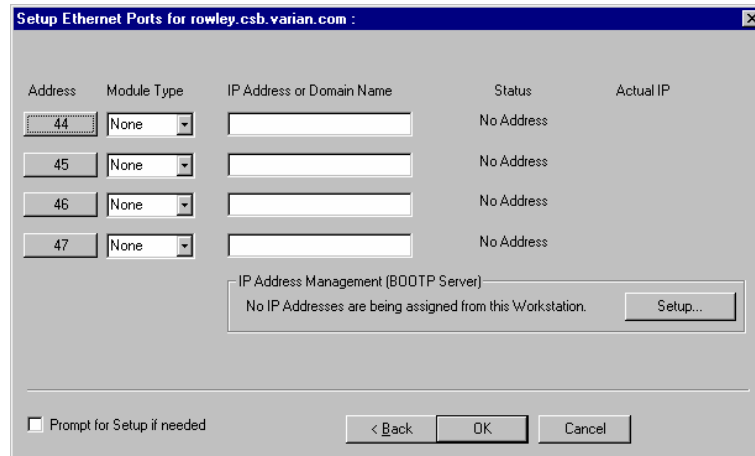 Setup Ethernet Ports for rowley.csb.varian.com :
Address Module Type IP Address or Domain Name Status Actual IP
44 None No Address
45 None No Address
46 None No Address
47 None No Address
IP Address Management (BOOTP Server)
No IP Addresses are being assigned from this Workstation. Setup...
Prompt for Setup if needed < Back OK Cancel